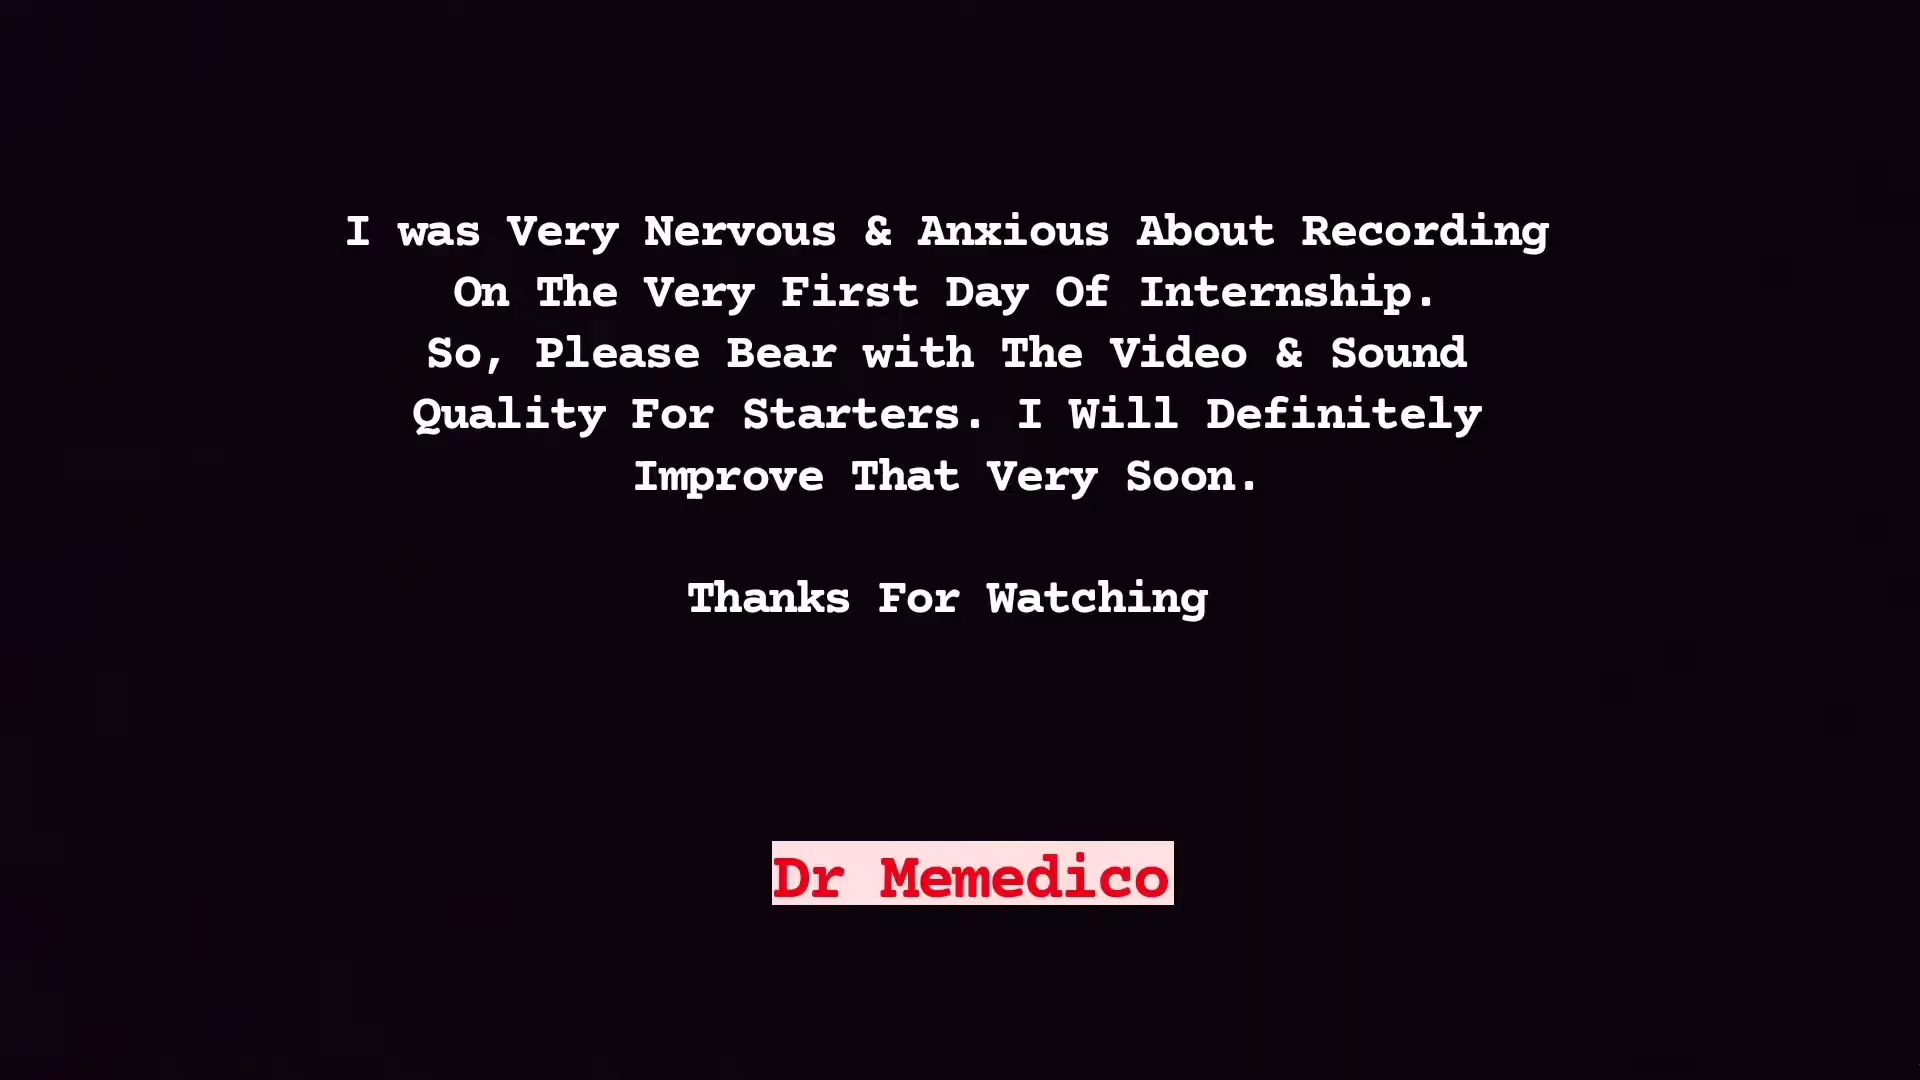 I was Very Nervous & Anxious About Recording
On The Very First Day Of Internship.
So, Please Bear with The Video & Sound
Quality For Starters. I Will Definitely
Improve That Very Soon.
Thanks For Watching
Dr Memedico